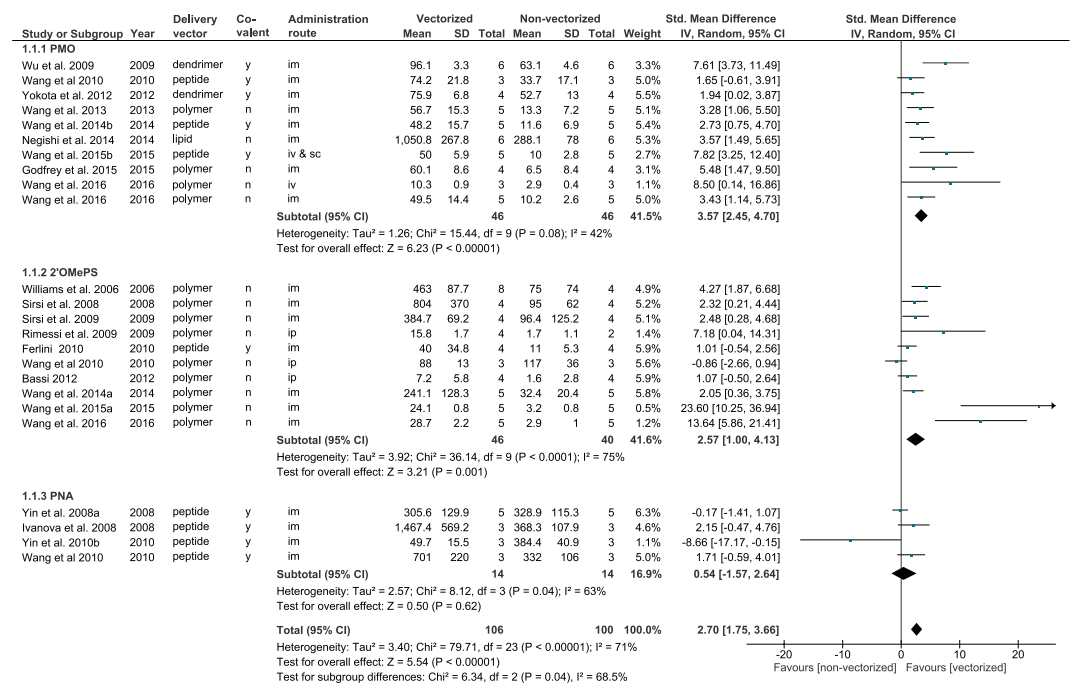 Delivery Co- Administration Vectorized Non-vectorized Std. Mean Difference Std. Mean Difference
Study or Subgroup Year vector valent route Mean SD Total Mean SD Total Weight IV, Random, 95% CI IV, Random, 95% CI
1.1.1 PMO
Wu et al. 2009 2009 dendrimer y im 96.1 3.3 6 63.1 4.6 6 3.3% 7.61 [3.73, 11.49]
Wang et al 2010 2010 peptide y im 74.2 21.8 3 33.7 17.1 3 5.0% 1.65 [-0.61, 3.91]
Yokota et al. 2012 2012 dendrimer y im 75.9 6.8 4 52.7 13 4 5.4% 1.94 [0.02, 3.87]
Wang et al. 2013 2013 polymer n im 56.7 15.3 5 13.3 7.2 5 5.0% 3.28 [1.06, 5.50]
Wang et al. 2014b 2014 peptide y im 48.2 15.7 5 11.6 6.9 5 5.5% 2.73 [0.75, 4.70]
Negishi et al. 2014 2014 lipid n im 1,050.8 267.8 6 288.1 78 6 5.3% 3.57 [1.49, 5.65]
Wang et al. 2015b 2015 peptide y iv & sc 50 5.9 5 10 2.8 5 2.7% 7.82 [3.25, 12.40]
Godfrey et al. 2015 2015 polymer n im 60.1 8.6 4 6.5 8.4 4 3.1% 5.48 [1.47, 9.50]
Wang et al. 2016 2016 polymer n iv 10.3 0.9 3 2.9 0.4 3 1.1% 8.50 [0.14, 16.86]
Wang et al. 2016 2016 polymer n im 49.5 14.4 5 10.2 2.6 5 5.0% 3.43 [1.14, 5.73]
Subtotal (95% CI) 46 46 41.5% 3.57 [2.45, 4.70]
Heterogeneity: Tau² = 1.26; Chi² = 15.44, df = 9 (P = 0.08); I² = 42%
Test for overall effect: Z = 6.23 (P < 0.00001)
1.1.2 2'OMePS
Williams et al. 2006 2006 polymer n im 463 87.7 8 75 74 4 4.9% 4.27 [1.87, 6.68]
Sirsi et al. 2008 2008 polymer n im 804 370 4 95 62 4 5.2% 2.32 [0.21, 4.44]
Sirsi et al. 2009 2009 polymer n im 384.7 69.2 4 96.4 125.2 4 5.1% 2.48 [0.28, 4.68]
Rimessi et al. 2009 2009 polymer n ip 15.8 1.7 4 1.7 1.1 2 1.4% 7.18 [0.04, 14.31]
Ferlini 2010 2010 peptide y im 40 34.8 4 11 5.3 4 5.9% 1.01 [-0.54, 2.56]
Wang et al 2010 2010 polymer n ip 88 13 3 117 36 3 5.6% -0.86 [-2.66, 0.94]
Bassi 2012 2012 polymer n ip 7.2 5.8 4 1.6 2.8 4 5.9% 1.07 [-0.50, 2.64]
Wang et al. 2014a 2014 polymer n im 241.1 128.3 5 32.4 20.4 5 5.8% 2.05 [0.36, 3.75]
Wang et al. 2015a 2015 polymer n im 24.1 0.8 5 3.2 0.8 5 0.5% 23.60 [10.25, 36.94]
Wang et al. 2016 2016 polymer n im 28.7 2.2 5 2.9 1 5 1.2% 13.64 [5.86, 21.41]
Subtotal (95% CI) 46 40 41.6% 2.57 [1.00, 4.13]
Heterogeneity: Tau² = 3.92; Chi² = 36.14, df = 9 (P < 0.0001); I² = 75%
Test for overall effect: Z = 3.21 (P = 0.001)
1.1.3 PNA
Yin et al. 2008a 2008 peptide y im 305.6 129.9 5 328.9 115.3 5 6.3% -0.17 [-1.41, 1.07]
Ivanova et al. 2008 2008 peptide y im 1,467.4 569.2 3 368.3 107.9 3 4.6% 2.15 [-0.47, 4.76]
Yin et al. 2010b 2010 peptide y im 49.7 15.5 3 384.4 40.9 3 1.1% -8.66 [-17.17, -0.15]
Wang et al 2010 2010 peptide y im 701 220 3 332 106 3 5.0% 1.71 [-0.59, 4.01]
Subtotal (95% CI) 14 14 16.9% 0.54 [-1.57, 2.64]
Heterogeneity: Tau² = 2.57; Chi² = 8.12, df = 3 (P = 0.04); I² = 63%
Test for overall effect: Z = 0.50 (P = 0.62)
Total (95% CI) 106 100 100.0% 2.70 [1.75, 3.66]
Heterogeneity: Tau² = 3.40; Chi² = 79.71, df = 23 (P < 0.00001); I² = 71%
Test for overall effect: Z = 5.54 (P < 0.00001)
Test for subgroup differences: Chi² = 6.34, df = 2 (P = 0.04), I² = 68.5%
-20 -10 0 10 20
Favours [non-vectorized] Favours [vectorized]